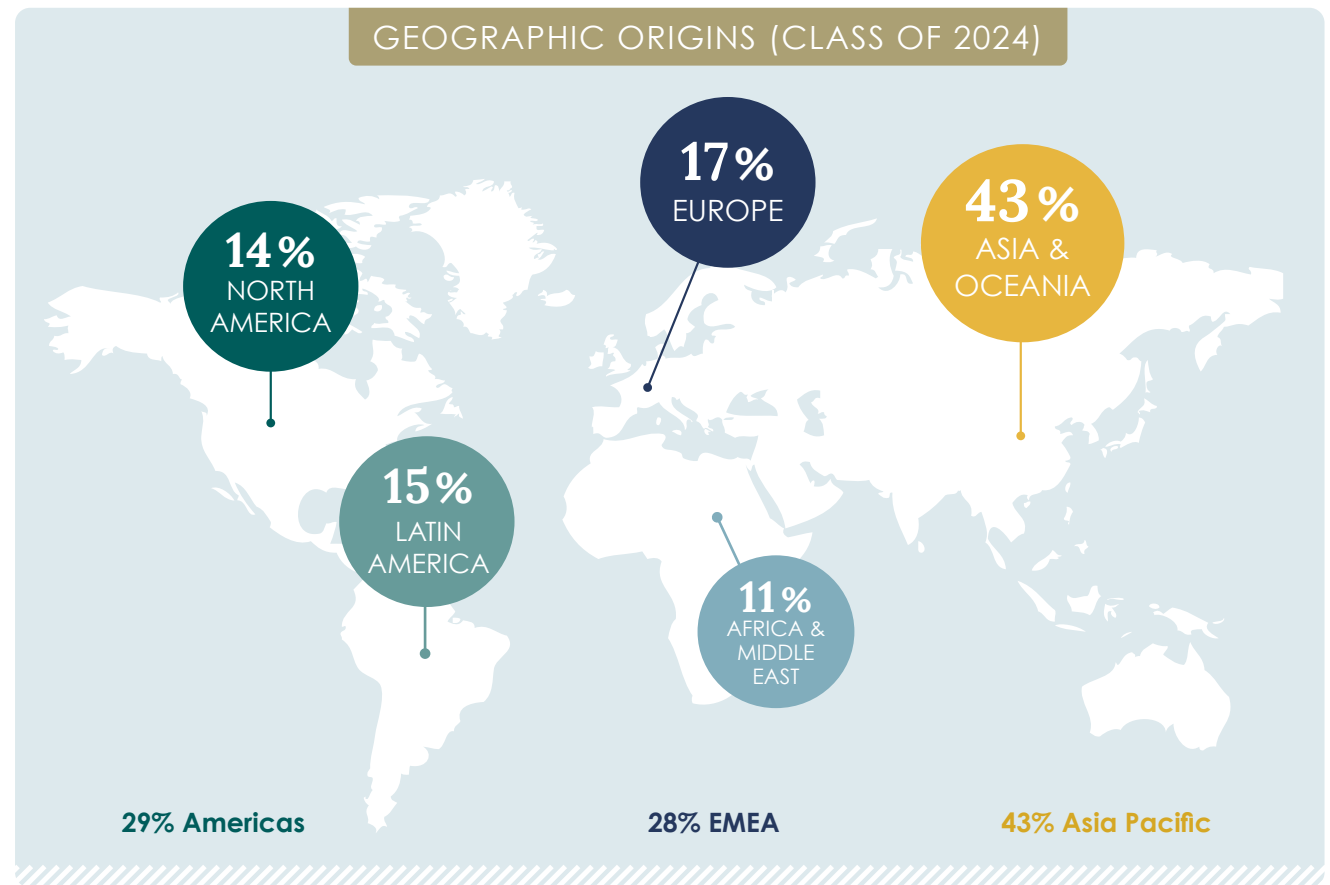 GEOGRAPHIC ORIGINS (CLASS OF 2024)
17%
EUROPE
43%
ASIA &
OCEANIA
14%
NORTH
AMERICA
15%
LATIN
AMERICA
11%
AFRICA &
MIDDLE
EAST
29% Americas
28% EMEA
43% Asia Pacific